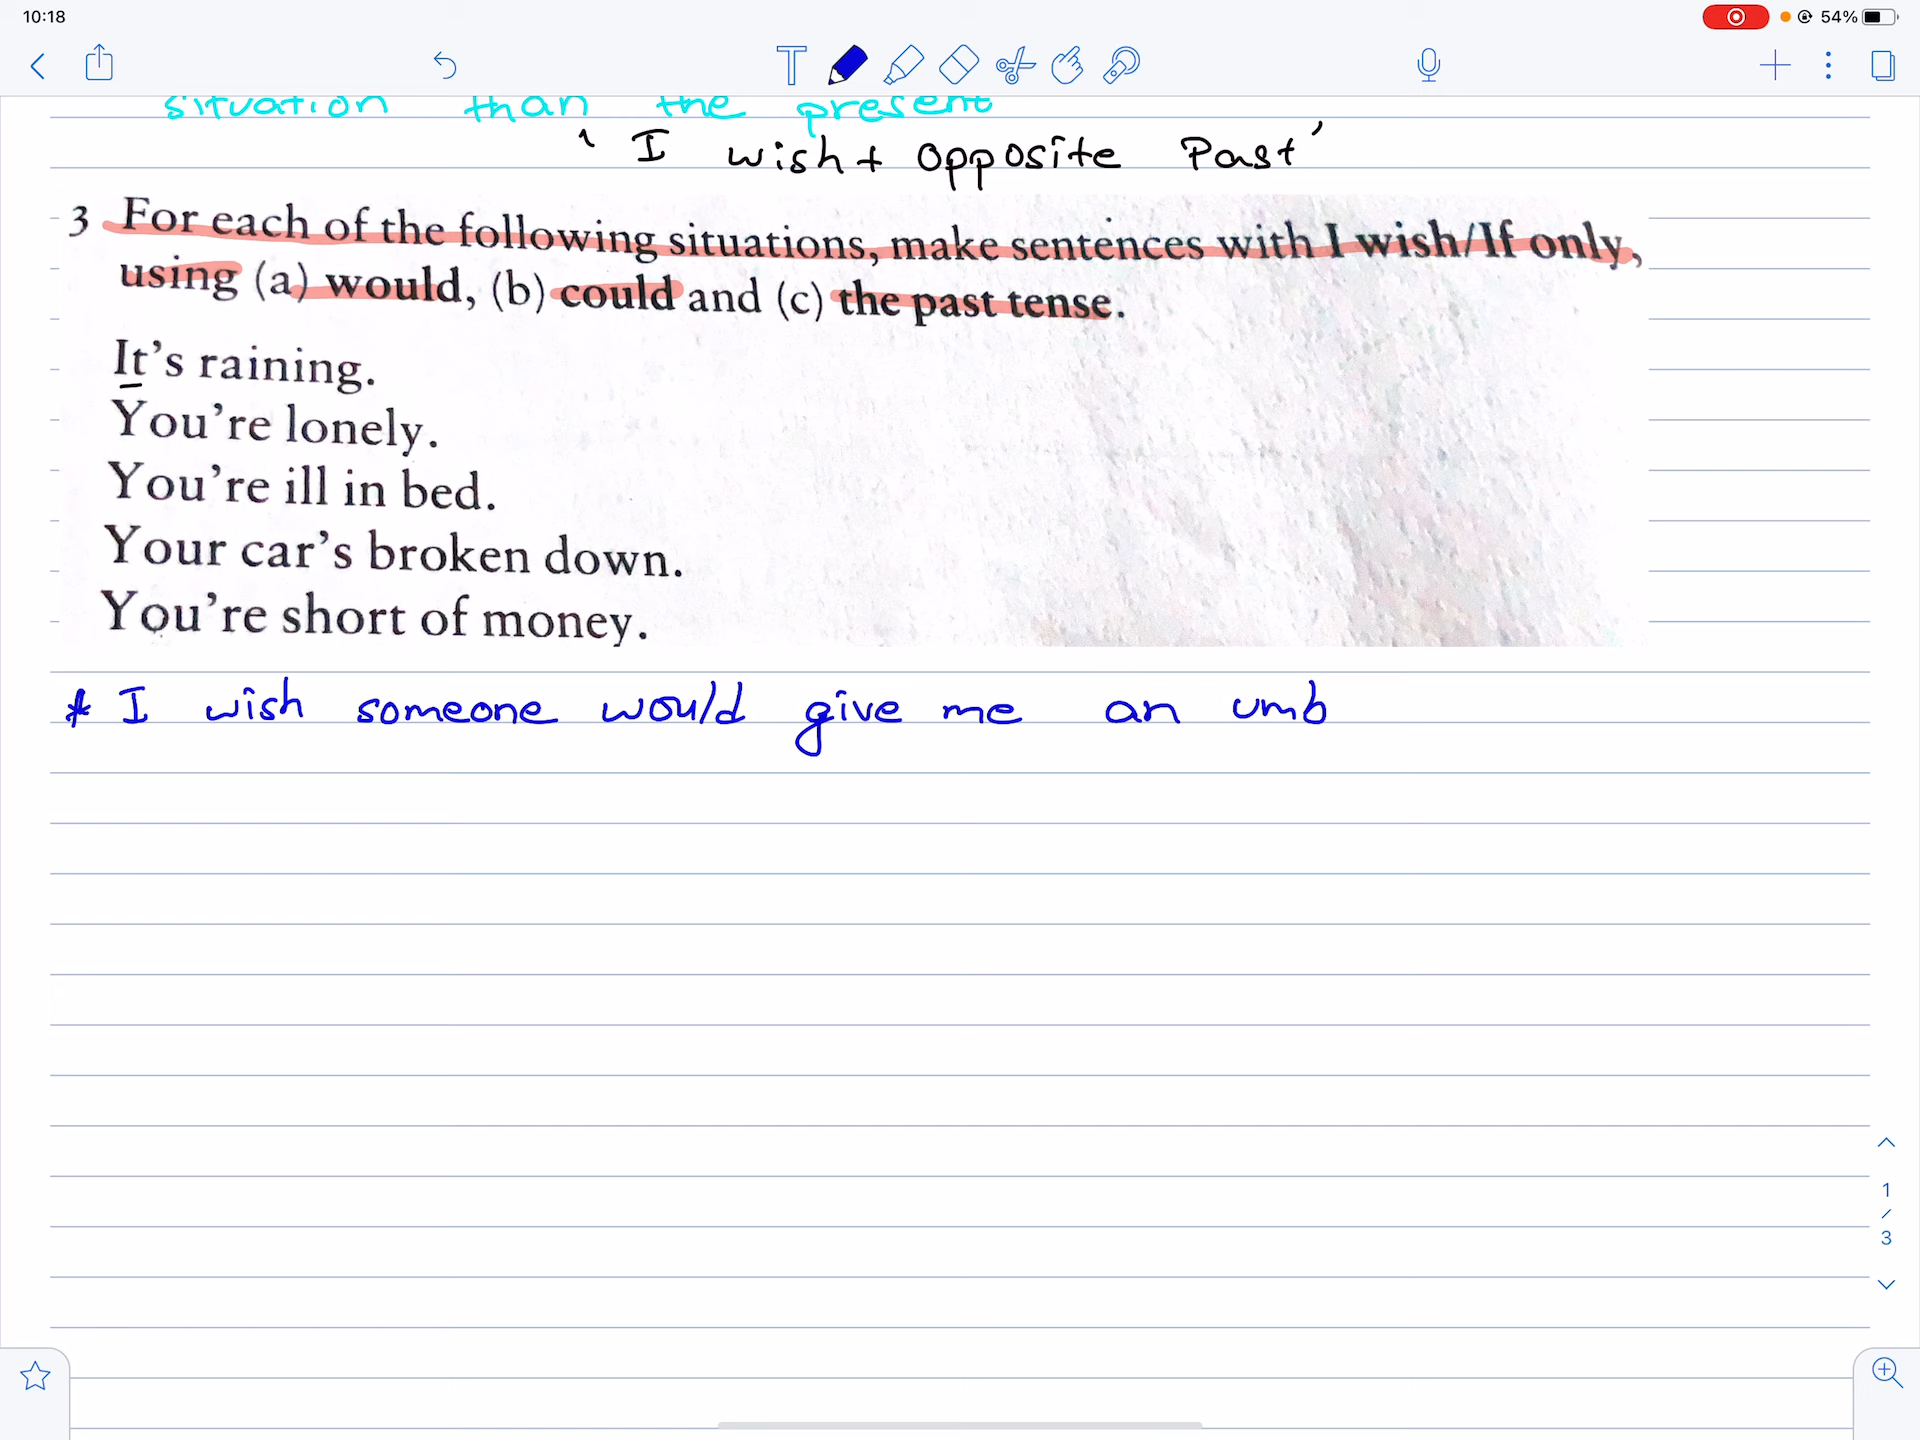 10:18
54%
situation than the present
' I wish + opposite Past '
3 For each of the following situations, make sentences with I wish/If only,
using (a) would, (b) could and (c) the past tense.
It's raining.
You're lonely.
You're ill in bed.
Your car's broken down.
You're short of money.
* I wish someone would give me an umb
1
/
3